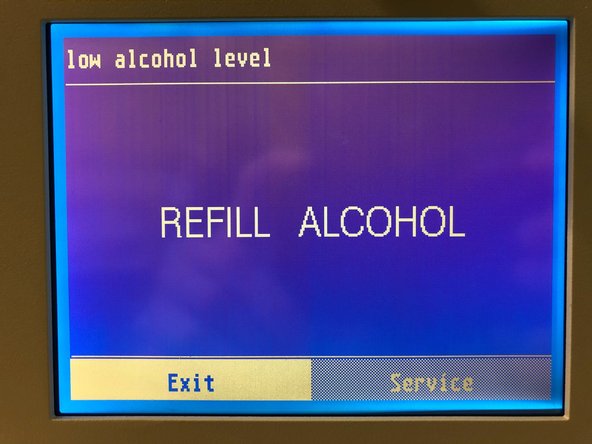 low alcohol level
REFILL ALCOHOL
Exit
Service